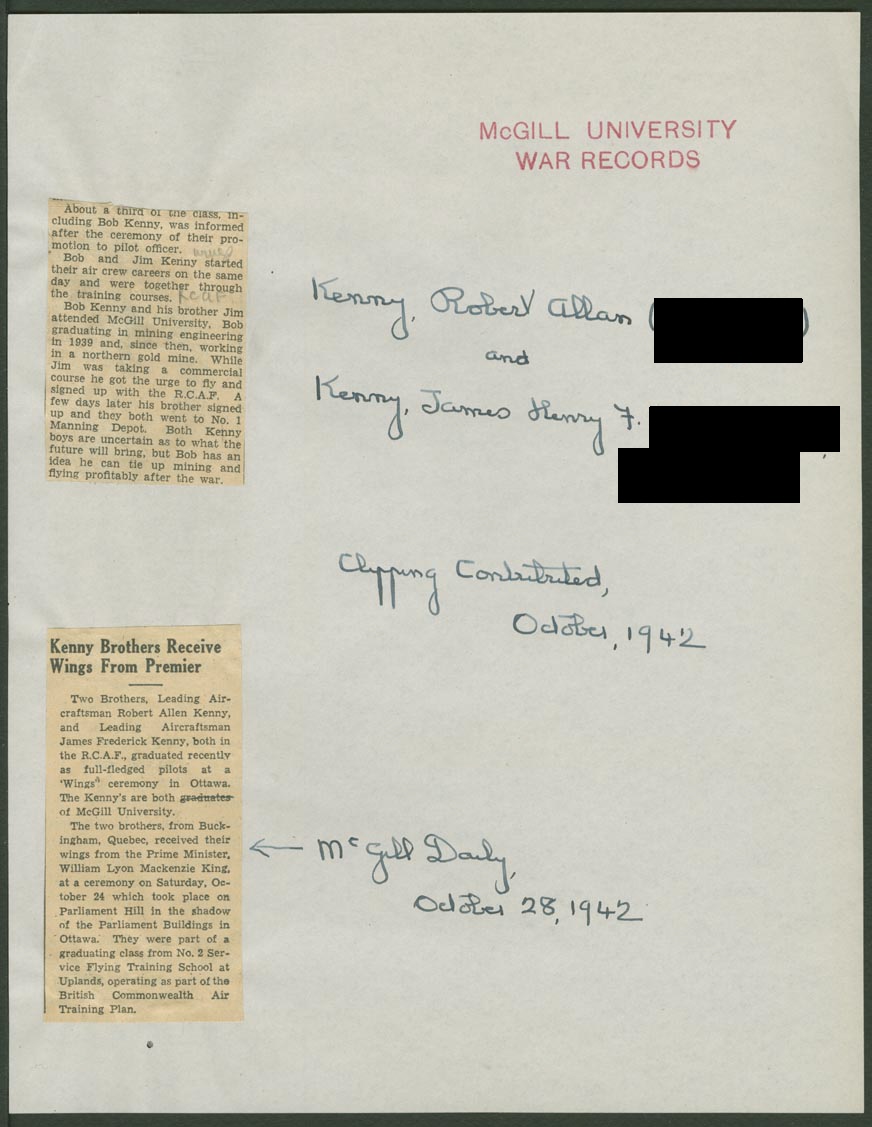 McGILL UNIVERSITY
WAR RECORDS
About a third of the class, in-
cluding Bob Kenny, was informed
after the ceremony of their pro-
motion to pilot officer.
Bob and Jim Kenny started
their air crew careers on the same
day and were together through
the training courses. RCAF
Bob Kenny and his brother Jim
attended McGill University, Bob
graduating in mining engineering
in 1939 and, since then, working
in a northern gold mine. While
Jim was taking a commercial
course he got the urge to fly and
signed up with the R.C.A.F. A
few days later his brother signed
up and they both went to No. 1
Manning Depot. Both Kenny
boys are uncertain as to what the
future will bring, but Bob has an
idea he can tie up mining and
flying profitably after the war.
Kenny, Robert Allan (
)
and
Kenny, James Henry F.
Clipping Contributed,
October, 1942
Kenny Brothers Receive
Wings From Premier
Two Brothers, Leading Air-
craftsman Robert Allen Kenny,
and Leading Aircraftsman
James Frederick Kenny, both in
the R.C.A.F., graduated recently
as full-fledged pilots at a
'Wings" ceremony in Ottawa.
The Kenny's are both graduates
of McGill University.
The two brothers, from Buck-
ingham, Quebec, received their
wings from the Prime Minister,
William Lyon Mackenzie King,
at a ceremony on Saturday, Oc-
tober 24 which took place on
Parliament Hill in the shadow
of the Parliament Buildings in
Ottawa. They were part of a
graduating class from No. 2 Ser-
vice Flying Training School at
Uplands, operating as part of the
British Commonwealth Air
Training Plan.
McGill Daily,
October 28, 1942